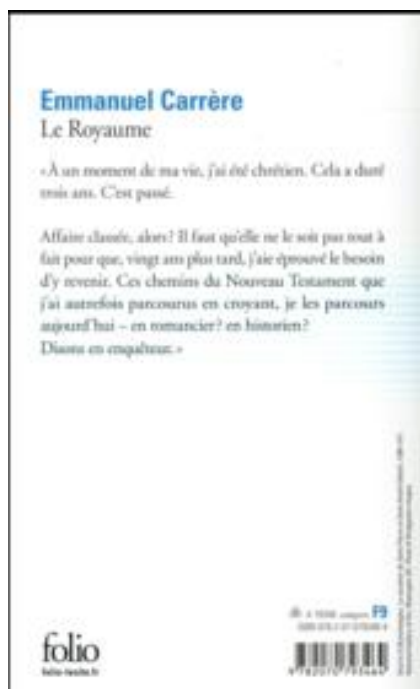 Emmanuel Carrère
Le Royaume
« À un moment de ma vie, j'ai été chrétien. Cela a duré
trois ans. C'est passé.
Affaire classée, alors ? Il faut qu'elle ne le soit pas tout à
fait pour que, vingt ans plus tard, j'aie éprouvé le besoin
d'y revenir. Ces chemins du Nouveau Testament que
j'ai autrefois parcourus en croyant, je les parcours
aujourd'hui – en romancier ? en historien ?
Disons en enquêteur. »
F9
folio
folio-lesite.fr